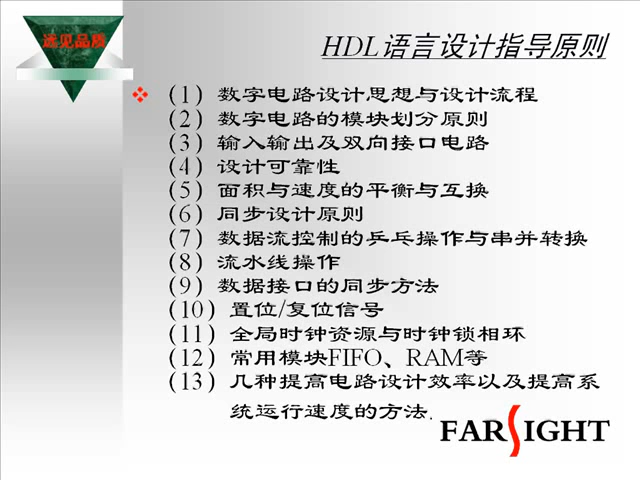 远见品质
HDL语言设计指导原则
❖ （1） 数字电路设计思想与设计流程
（2） 数字电路的模块划分原则
（3） 输入输出及双向接口电路
（4） 设计可靠性
（5） 面积与速度的平衡与互换
（6） 同步设计原则
（7） 数据流控制的乒乓操作与串并转换
（8） 流水线操作
（9） 数据接口的同步方法
（10） 置位/复位信号
（11） 全局时钟资源与时钟锁相环
（12） 常用模块FIFO、RAM等
（13） 几种提高电路设计效率以及提高系
统运行速度的方法.
FARSIGHT